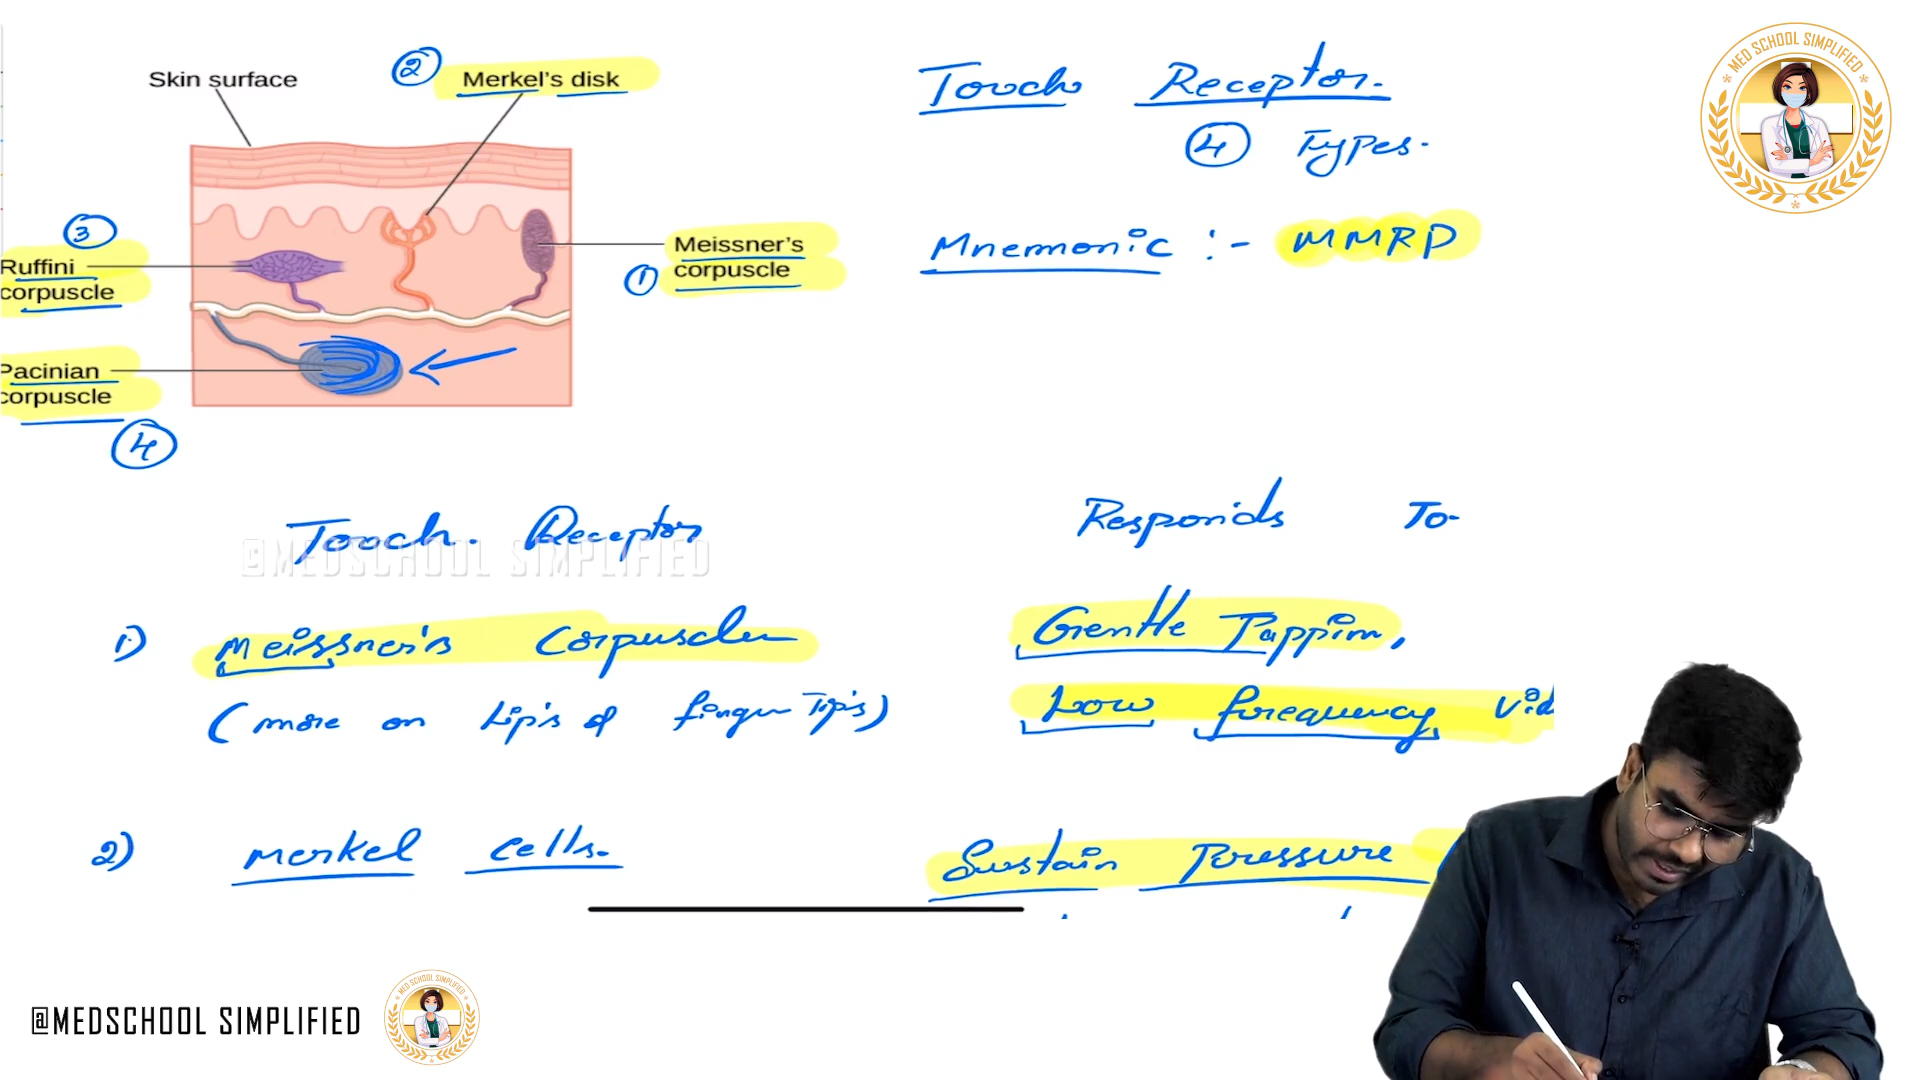 Skin surface
② Merkel's disk
③
Ruffini
corpuscle
Meissner's
① corpuscle
Pacinian
corpuscle
④
Touch Receptor.
④ Types.
Mnemonic :- MMRP
MED SCHOOL SIMPLIFIED
Touch. Receptor
Responds To-
@MEDSCHOOL SIMPLIFIED
1) Meissner's Corpuscle
Gentle Tapping,
(more on Lip's & finger Tip's)
Low frequency
2) Merkel cells.
Sustain Pressure
@MEDSCHOOL SIMPLIFIED
MED SCHOOL SIMPLIFIED